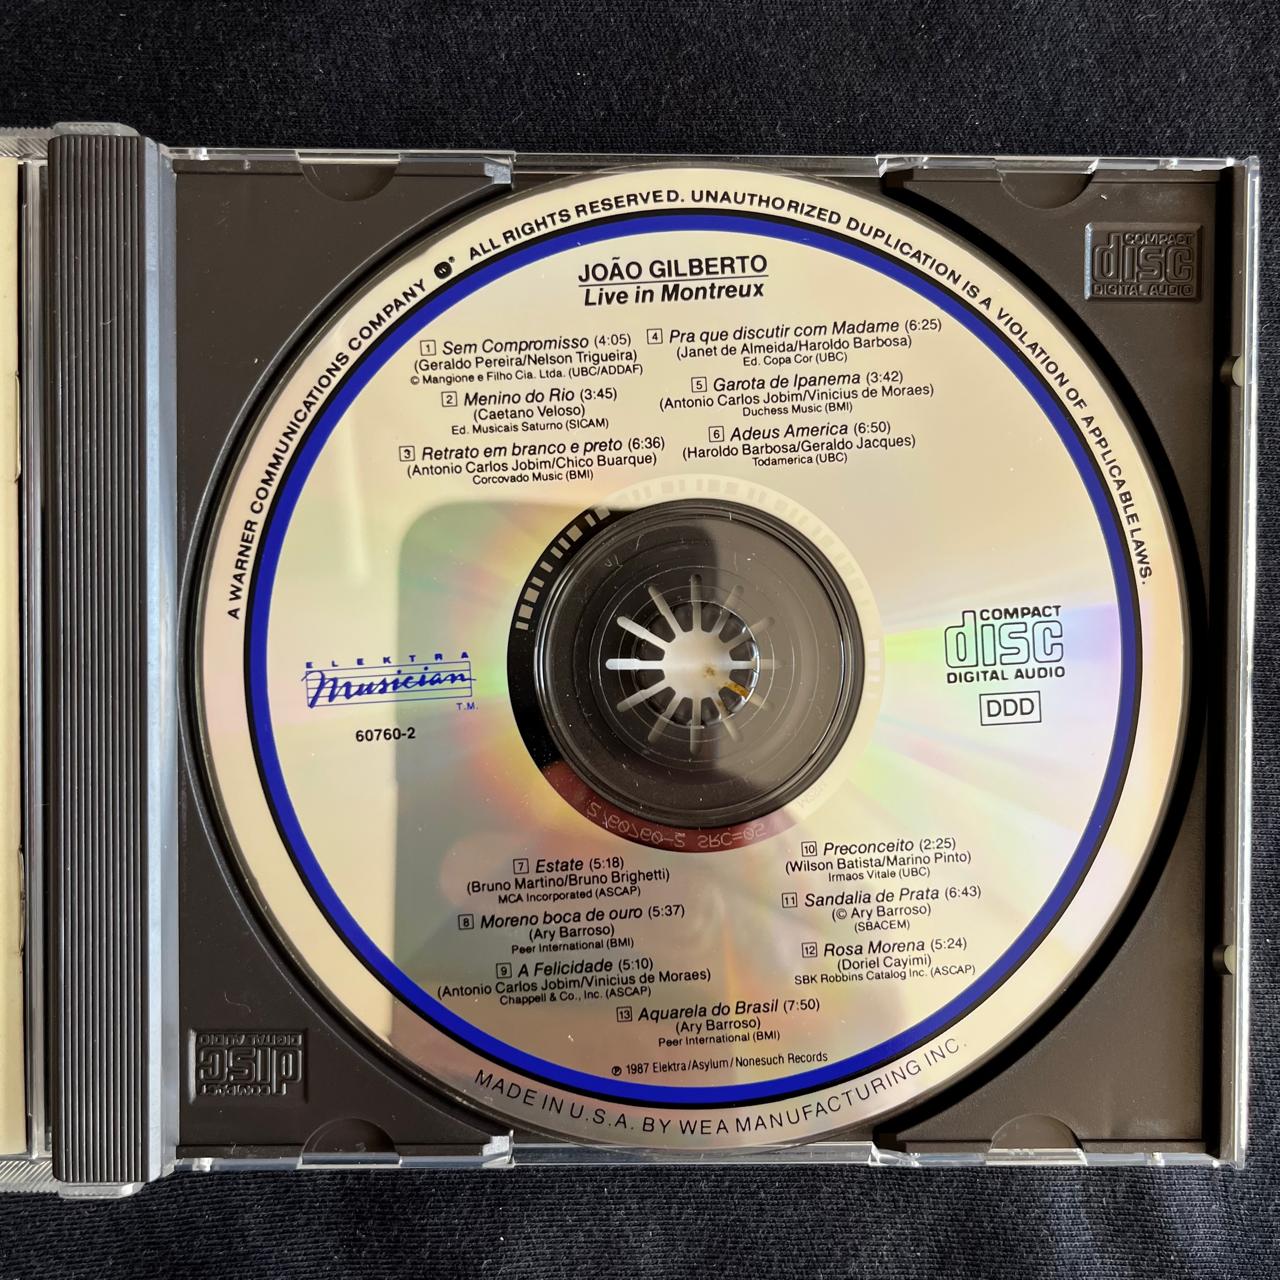 A WARNER COMMUNICATIONS COMPANY ALL RIGHTS RESERVED. UNAUTHORIZED DUPLICATION IS A VIOLATION OF APPLICABLE LAWS.
JOÃO GILBERTO
Live in Montreux
1 Sem Compromisso (4:05)
(Geraldo Pereira/Nelson Trigueira)
© Mangione e Filho Cia. Ltda. (UBC/ADDAF)
2 Menino do Rio (3:45)
(Caetano Veloso)
Ed. Musicais Saturno (SICAM)
3 Retrato em branco e preto (6:36)
(Antonio Carlos Jobim/Chico Buarque)
Corcovado Music (BMI)
4 Pra que discutir com Madame (6:25)
(Janet de Almeida/Haroldo Barbosa)
Ed. Copa Cor (UBC)
5 Garota de Ipanema (3:42)
(Antonio Carlos Jobim/Vinicius de Moraes)
Duchess Music (BMI)
6 Adeus America (6:50)
(Haroldo Barbosa/Geraldo Jacques)
Todamerica (UBC)
ELEKTRA
Musician
T.M.
60760-2
COMPACT
disc
DIGITAL AUDIO
DDD
2/60760-2 SRC=05
7 Estate (5:18)
(Bruno Martino/Bruno Brighetti)
MCA Incorporated (ASCAP)
8 Moreno boca de ouro (5:37)
(Ary Barroso)
Peer International (BMI)
9 A Felicidade (5:10)
(Antonio Carlos Jobim/Vinicius de Moraes)
Chappell & Co., Inc. (ASCAP)
10 Preconceito (2:25)
(Wilson Batista/Marino Pinto)
Irmaos Vitale (UBC)
11 Sandalia de Prata (6:43)
(© Ary Barroso)
(SBACEM)
12 Rosa Morena (5:24)
(Doriel Cayimi)
SBK Robbins Catalog Inc. (ASCAP)
13 Aquarela do Brasil (7:50)
(Ary Barroso)
Peer International (BMI)
℗ 1987 Elektra/Asylum/Nonesuch Records
MADE IN U.S.A. BY WEA MANUFACTURING INC.
COMPACT
disc
DIGITAL AUDIO
COMPACT
disc
DIGITAL AUDIO